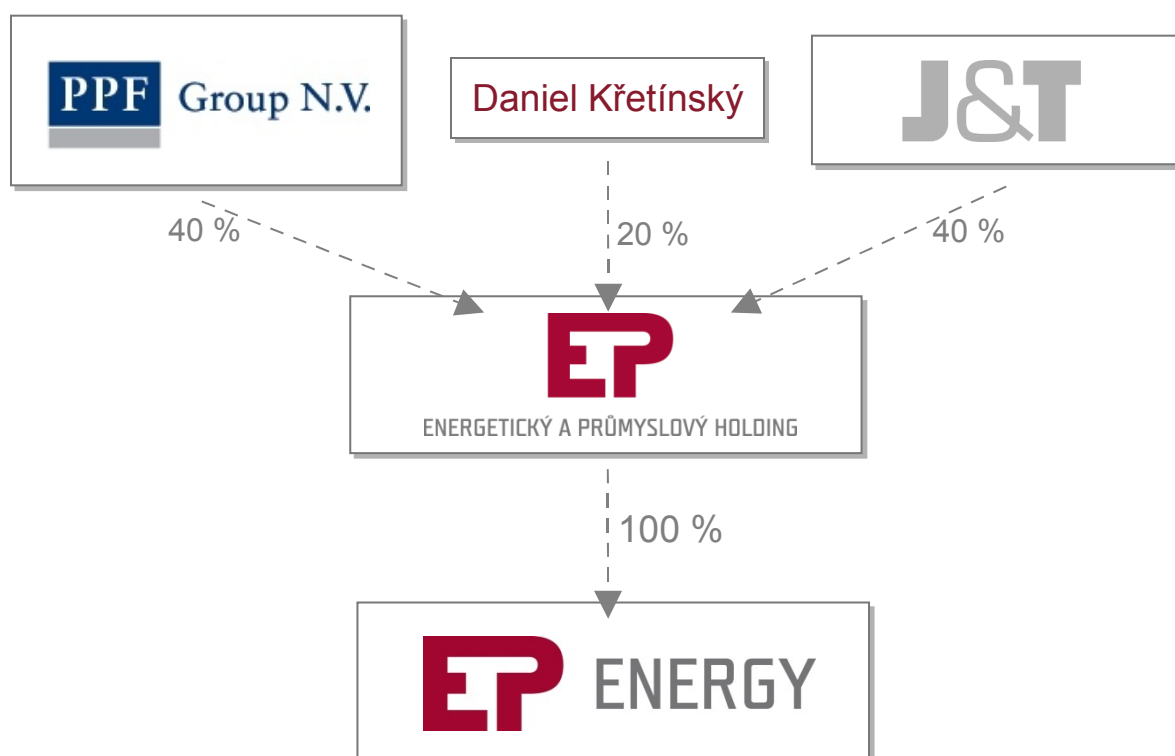 PPF Group N.V.
Daniel Křetínský
J&T
40 %
20 %
40 %
EP
ENERGETICKÝ A PRŮMYSLOVÝ HOLDING
100 %
EP ENERGY